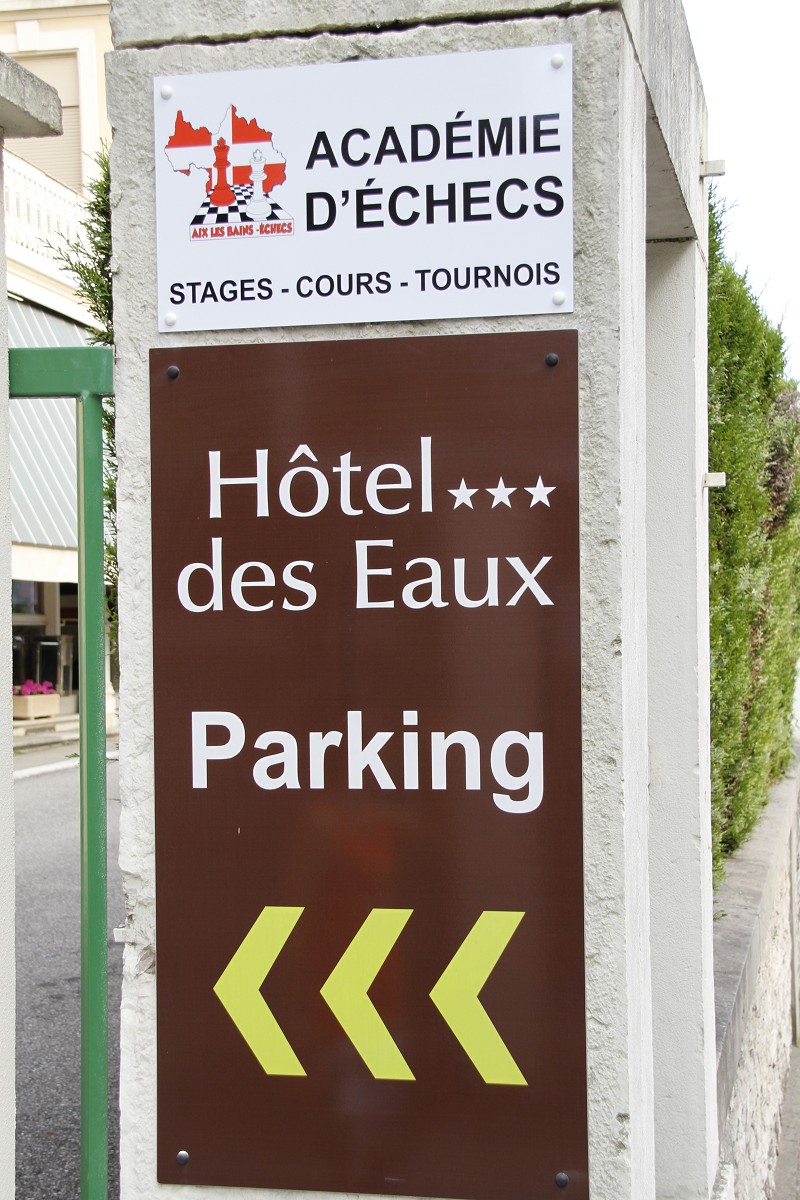 ACADÉMIE
D'ÉCHECS
AIX LES BAINS -ÉCHECS
STAGES - COURS - TOURNOIS
Hôtel ★★★
des Eaux
Parking